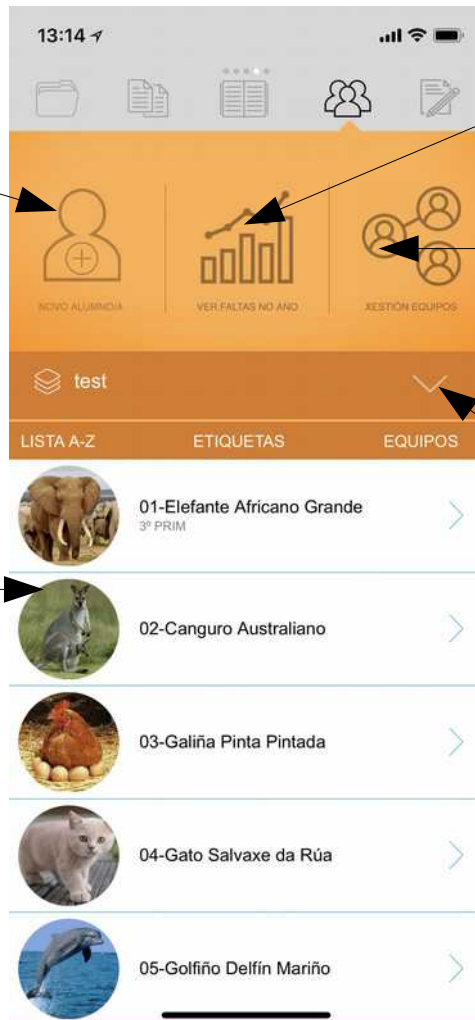 13:14
NOVO ALUMNO/A
VER FALTAS NO ANO
XESTIÓN EQUIPOS
test
LISTA A-Z
ETIQUETAS
EQUIPOS
01-Elefante Africano Grande
3º PRIM
02-Canguro Australiano
03-Galiña Pinta Pintada
04-Gato Salvaxe da Rúa
05-Golfiño Delfín Mariño